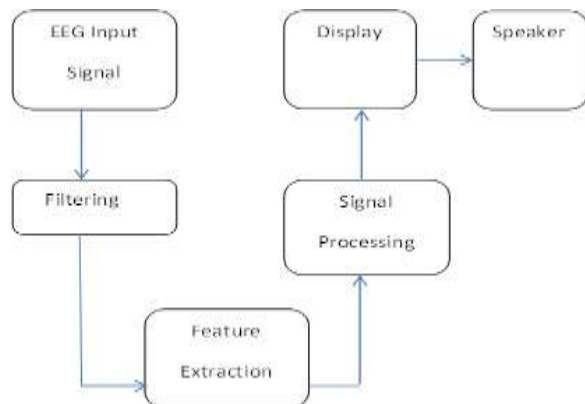 EEG Input
Signal
Filtering
Feature
Extraction
Signal
Processing
Display
Speaker